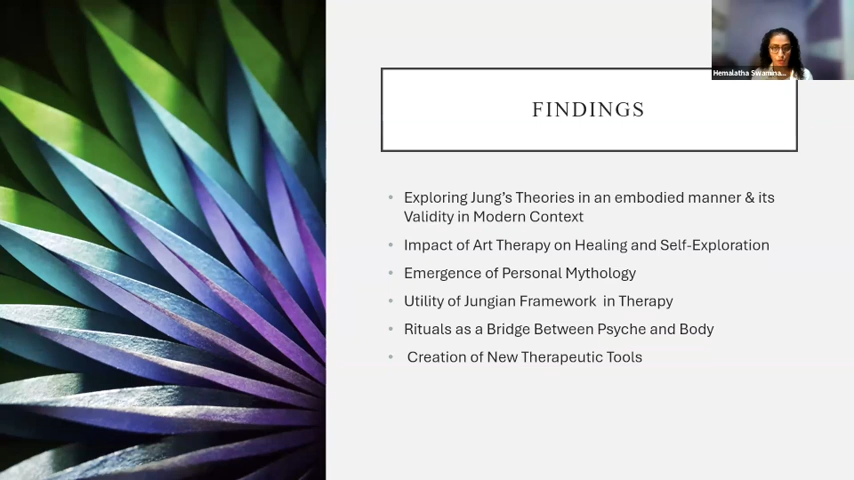 Hemalatha Swamina...
FINDINGS
• Exploring Jung's Theories in an embodied manner & its
Validity in Modern Context
• Impact of Art Therapy on Healing and Self-Exploration
• Emergence of Personal Mythology
• Utility of Jungian Framework in Therapy
• Rituals as a Bridge Between Psyche and Body
• Creation of New Therapeutic Tools